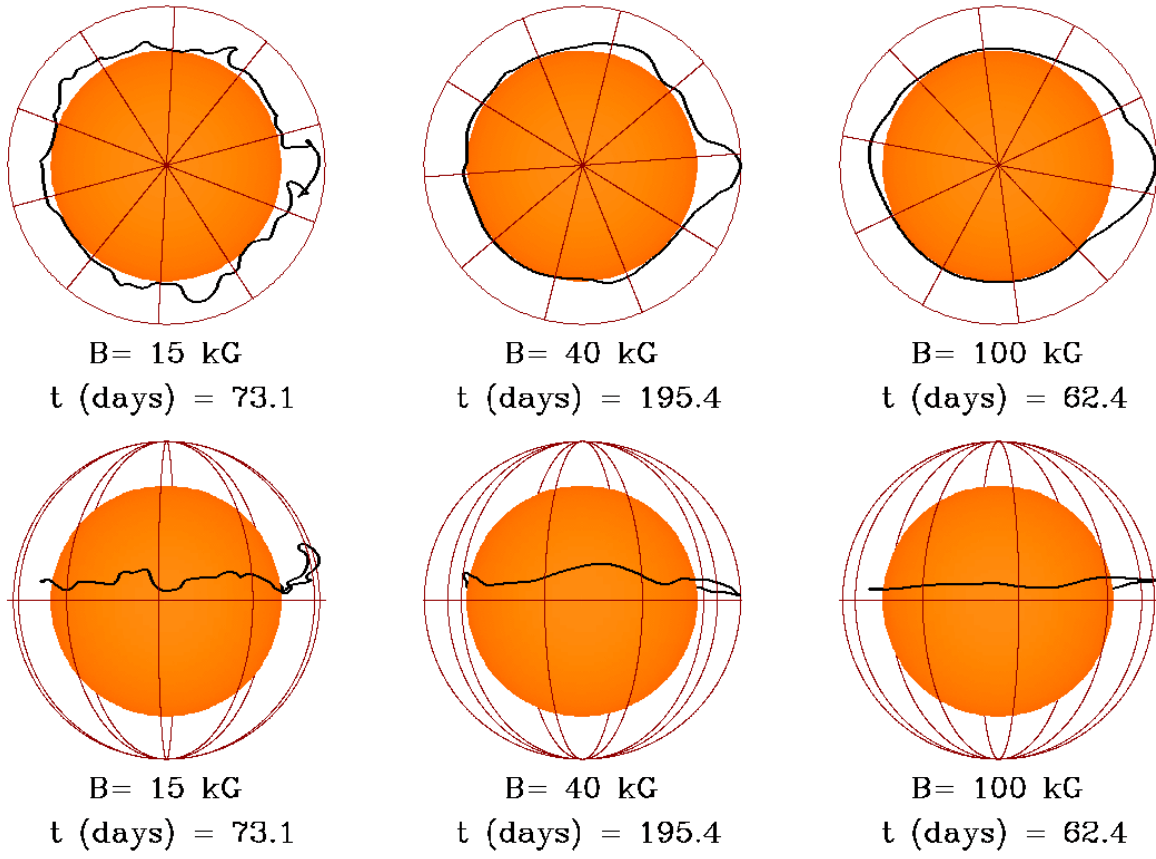 B= 15 kG
t (days) = 73.1
B= 40 kG
t (days) = 195.4
B= 100 kG
t (days) = 62.4
B= 15 kG
t (days) = 73.1
B= 40 kG
t (days) = 195.4
B= 100 kG
t (days) = 62.4